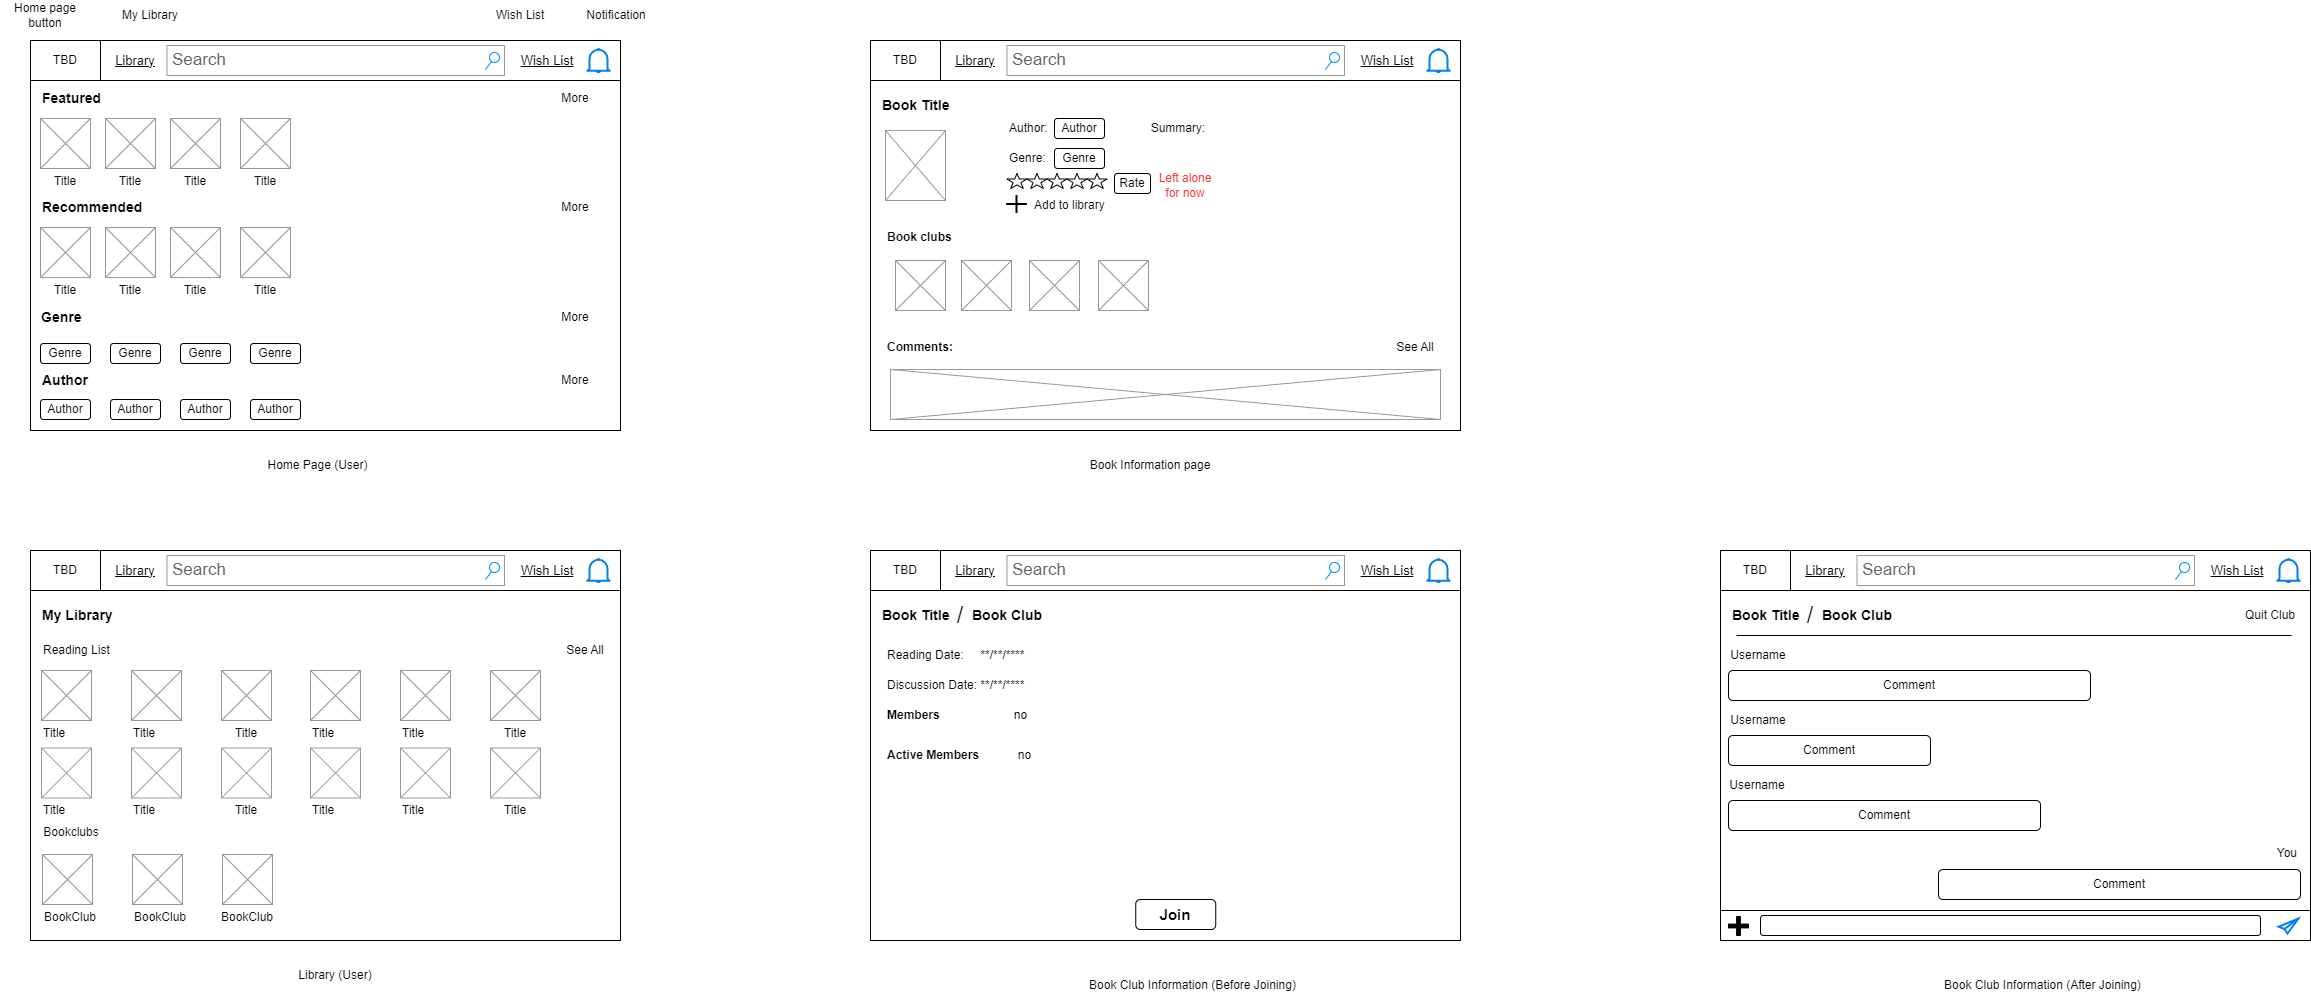 Home page
button
My Library
Wish List
Notification
TBD
Library
Search
Wish List
Featured
More
Title
Title
Title
Title
Recommended
More
Title
Title
Title
Title
Genre
More
Genre
Genre
Genre
Genre
Author
More
Author
Author
Author
Author
Home Page (User)
TBD
Library
Search
Wish List
Book Title
Author:
Author
Summary:
Genre:
Genre
Rate
Left alone
for now
Add to library
Book clubs
Comments:
See All
Book Information page
TBD
Library
Search
Wish List
My Library
Reading List
See All
Title
Title
Title
Title
Title
Title
Title
Title
Title
Title
Title
Title
Bookclubs
BookClub
BookClub
BookClub
Library (User)
TBD
Library
Search
Wish List
Book Title / Book Club
Reading Date: **/**/****
Discussion Date: **/**/****
Members no
Active Members no
Join
Book Club Information (Before Joining)
TBD
Library
Search
Wish List
Book Title / Book Club
Quit Club
Username
Comment
Username
Comment
Username
Comment
You
Comment
Book Club Information (After Joining)